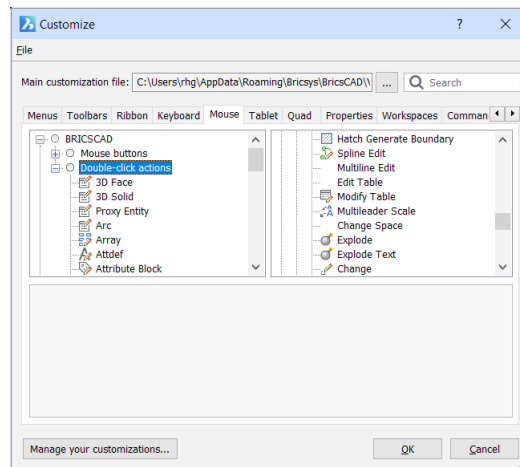 Customize ? ×
File
Main customization file: C:\Users\rhg\AppData\Roaming\Bricsys\BricsCAD\\ ... Search
Menus Toolbars Ribbon Keyboard Mouse Tablet Quad Properties Workspaces Comman
BRICSCAD
Mouse buttons
Double-click actions
3D Face
3D Solid
Proxy Entity
Arc
Array
Attdef
Attribute Block
Hatch Generate Boundary
Spline Edit
Multiline Edit
Edit Table
Modify Table
Multileader Scale
Change Space
Explode
Explode Text
Change
Manage your customizations... OK Cancel